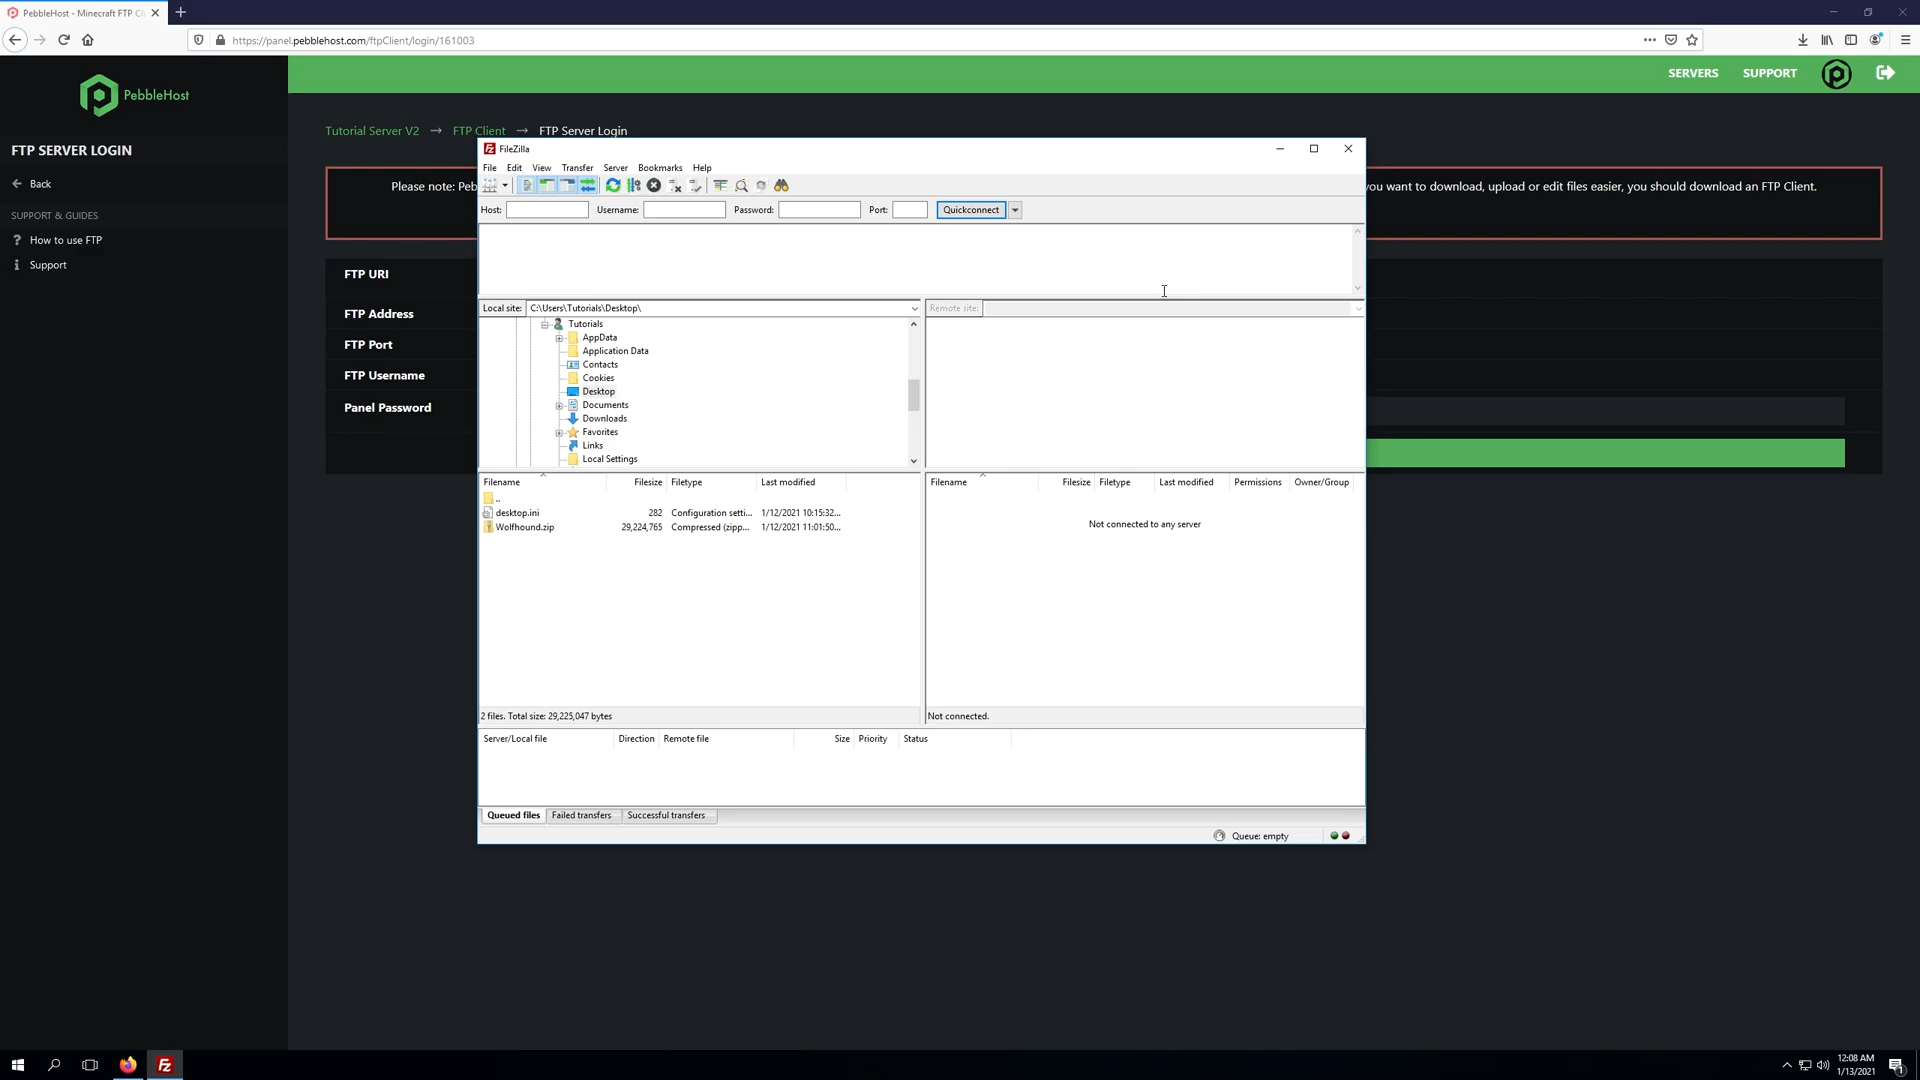 PebbleHost - Minecraft FTP Cl
https://panel.pebblehost.com/ftpClient/login/161003
PebbleHost
SERVERS
SUPPORT
FTP SERVER LOGIN
Back
SUPPORT & GUIDES
How to use FTP
Support
Tutorial Server V2 → FTP Client → FTP Server Login
Please note: Peb
you want to download, upload or edit files easier, you should download an FTP Client.
FTP URI
FTP Address
FTP Port
FTP Username
Panel Password
FileZilla
File Edit View Transfer Server Bookmarks Help
Host: Username: Password: Port: Quickconnect
Local site: C:\Users\Tutorials\Desktop\
Tutorials
AppData
Application Data
Contacts
Cookies
Desktop
Documents
Downloads
Favorites
Links
Local Settings
Remote site:
Filename Filesize Filetype Last modified
..
desktop.ini 282 Configuration setti... 1/12/2021 10:15:32...
Wolfhound.zip 29,224,765 Compressed (zipp... 1/12/2021 11:01:50...
2 files. Total size: 29,225,047 bytes
Filename Filesize Filetype Last modified Permissions Owner/Group
Not connected to any server
Not connected.
Server/Local file Direction Remote file Size Priority Status
Queued files Failed transfers Successful transfers
Queue: empty
12:08 AM
1/13/2021